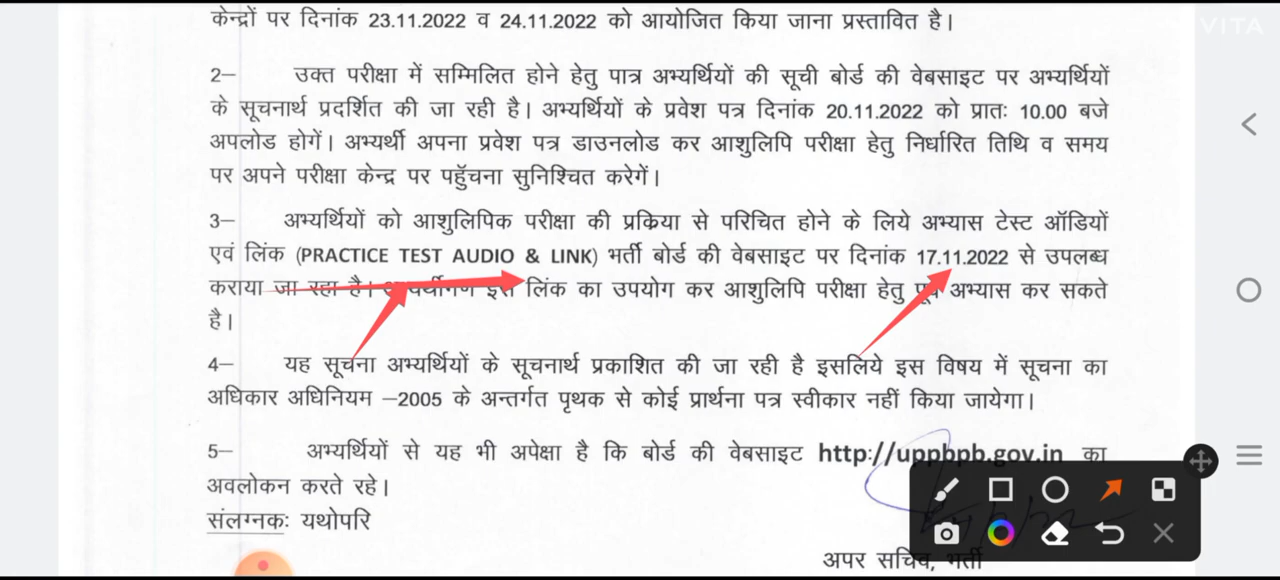 केन्द्रों पर दिनांक 23.11.2022 व 24.11.2022 को आयोजित किया जाना प्रस्तावित है।
VITA
2— उक्त परीक्षा में सम्मिलित होने हेतु पात्र अभ्यर्थियों की सूची बोर्ड की वेबसाइट पर अभ्यर्थियों
के सूचनार्थ प्रदर्शित की जा रही है। अभ्यर्थियों के प्रवेश पत्र दिनांक 20.11.2022 को प्रातः 10.00 बजे
अपलोड होगें। अभ्यर्थी अपना प्रवेश पत्र डाउनलोड कर आशुलिपि परीक्षा हेतु निर्धारित तिथि व समय
पर अपने परीक्षा केन्द्र पर पहुॅचना सुनिश्चित करेगें।
3— अभ्यर्थियों को आशुलिपिक परीक्षा की प्रक्रिया से परिचित होने के लिये अभ्यास टेस्ट ऑडियों
एवं लिंक (PRACTICE TEST AUDIO & LINK) भर्ती बोर्ड की वेबसाइट पर दिनांक 17.11.2022 से उपलब्ध
कराया जा रहा है। इस लिंक का उपयोग कर आशुलिपि परीक्षा हेतु पूर्व अभ्यास कर सकते
है।
4— यह सूचना अभ्यर्थियों के सूचनार्थ प्रकाशित की जा रही है इसलिये इस विषय में सूचना का
अधिकार अधिनियम —2005 के अन्तर्गत पृथक से कोई प्रार्थना पत्र स्वीकार नहीं किया जायेगा।
5— अभ्यर्थियों से यह भी अपेक्षा है कि बोर्ड की वेबसाइट http://uppbpb.gov.in का
अवलोकन करते रहे।
संलग्नकः यथोपरि
अपर सचिव, भर्ती